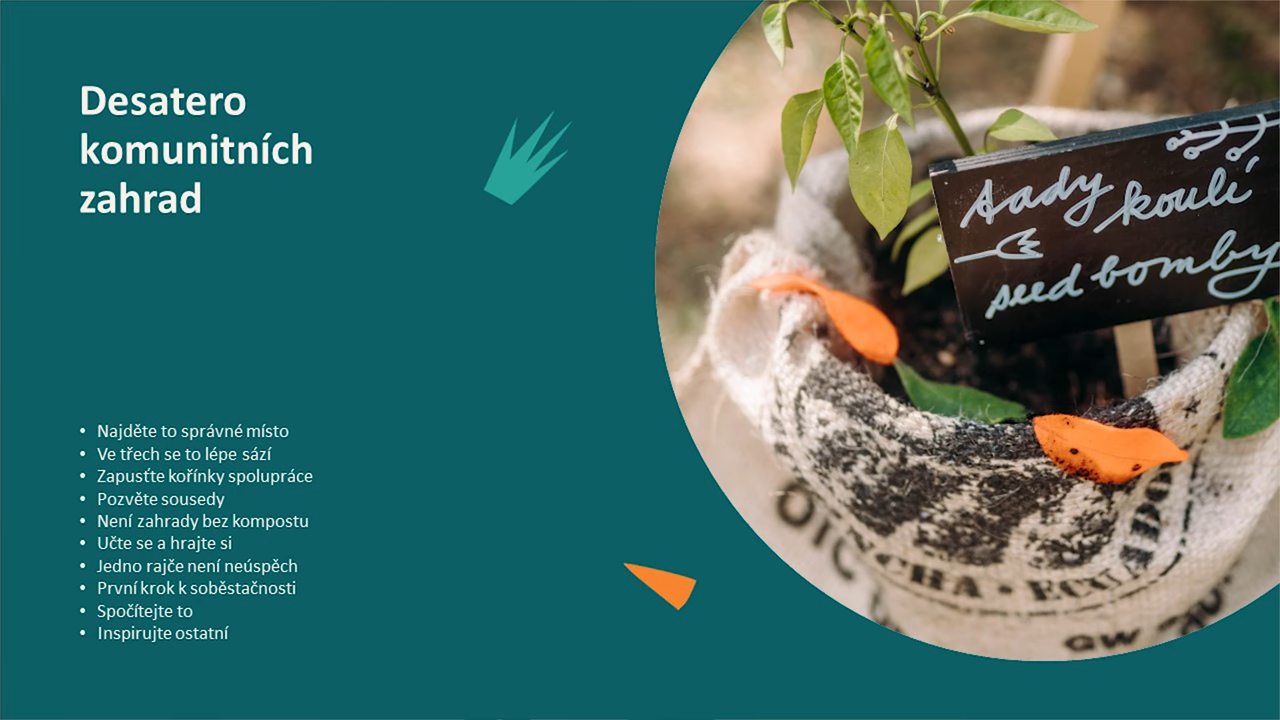 Desatero
komunitních
zahrad
• Najděte to správné místo
• Ve třech se to lépe sází
• Zapusťte kořínky spolupráce
• Pozvěte sousedy
• Není zahrady bez kompostu
• Učte se a hrajte si
• Jedno rajče není neúspěch
• První krok k soběstačnosti
• Spočítejte to
• Inspirujte ostatní
sady koulí
seed bomby
ECUADO
GW